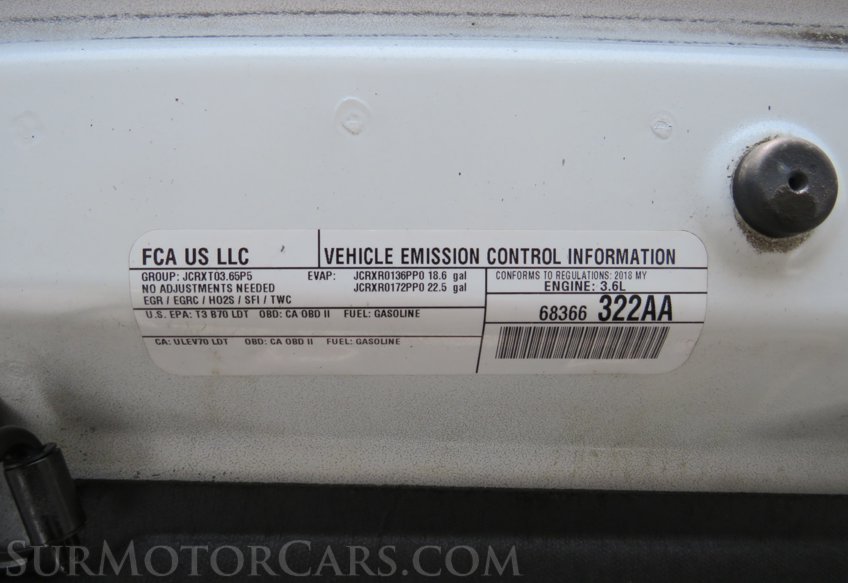 FCA US LLC
VEHICLE EMISSION CONTROL INFORMATION
GROUP: JCRXT03.65P5
NO ADJUSTMENTS NEEDED
EGR / EGRC / HO2S / SFI / TWC
EVAP: JCRXR0136PP0 18.6 gal
JCRXR0172PP0 22.5 gal
CONFORMS TO REGULATIONS: 2018 MY
ENGINE: 3.6L
U.S. EPA: T3 B70 LDT OBD: CA OBD II FUEL: GASOLINE
68366 322AA
CA: ULEV70 LDT OBD: CA OBD II FUEL: GASOLINE
SURMOTORCARS.COM